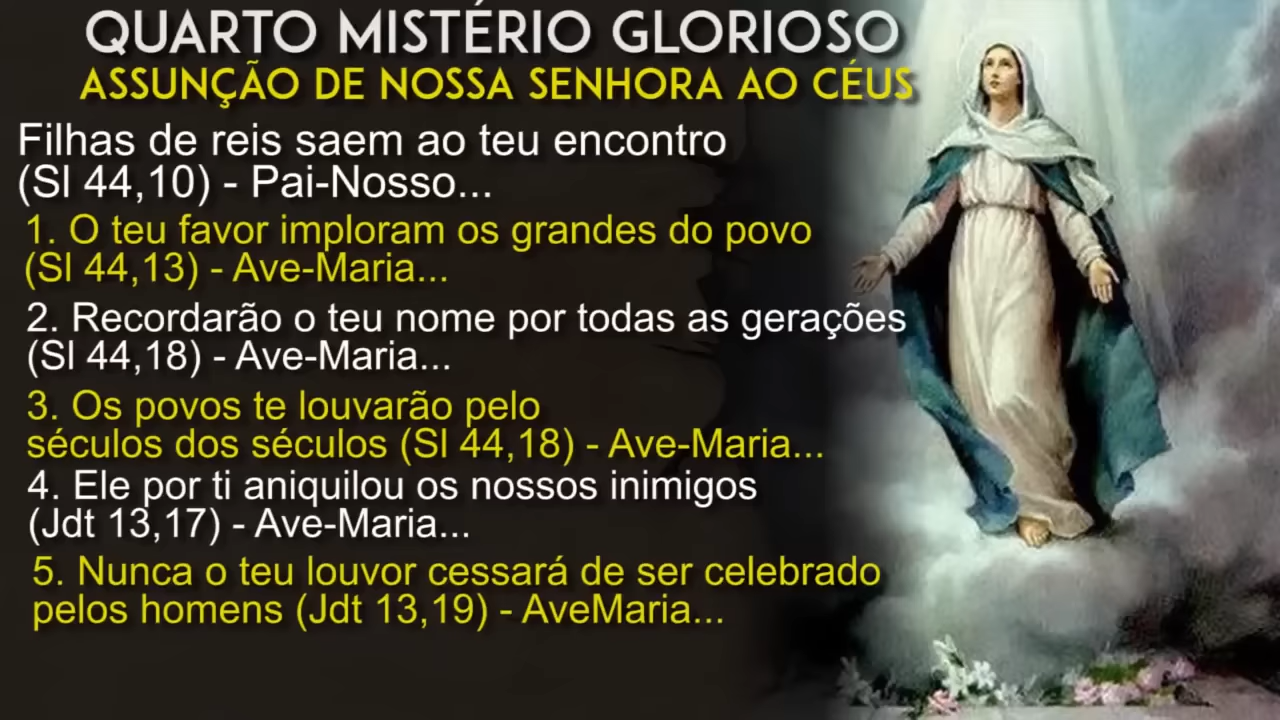 QUARTO MISTÉRIO GLORIOSO
ASSUNÇÃO DE NOSSA SENHORA AO CÉUS
Filhas de reis saem ao teu encontro
(Sl 44,10) - Pai-Nosso...
1. O teu favor imploram os grandes do povo
(Sl 44,13) - Ave-Maria...
2. Recordarão o teu nome por todas as gerações
(Sl 44,18) - Ave-Maria...
3. Os povos te louvarão pelo
séculos dos séculos (Sl 44,18) - Ave-Maria...
4. Ele por ti aniquilou os nossos inimigos
(Jdt 13,17) - Ave-Maria...
5. Nunca o teu louvor cessará de ser celebrado
pelos homens (Jdt 13,19) - AveMaria...